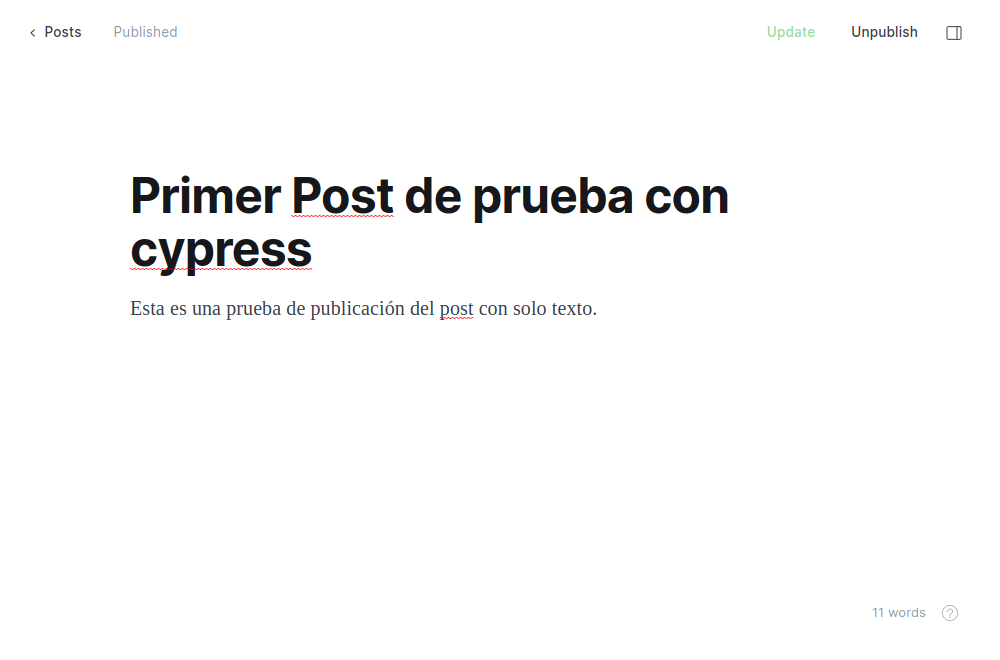 Posts
Published
Update
Unpublish
Primer Post de prueba con
cypress
Esta es una prueba de publicación del post con solo texto.
11 words
?